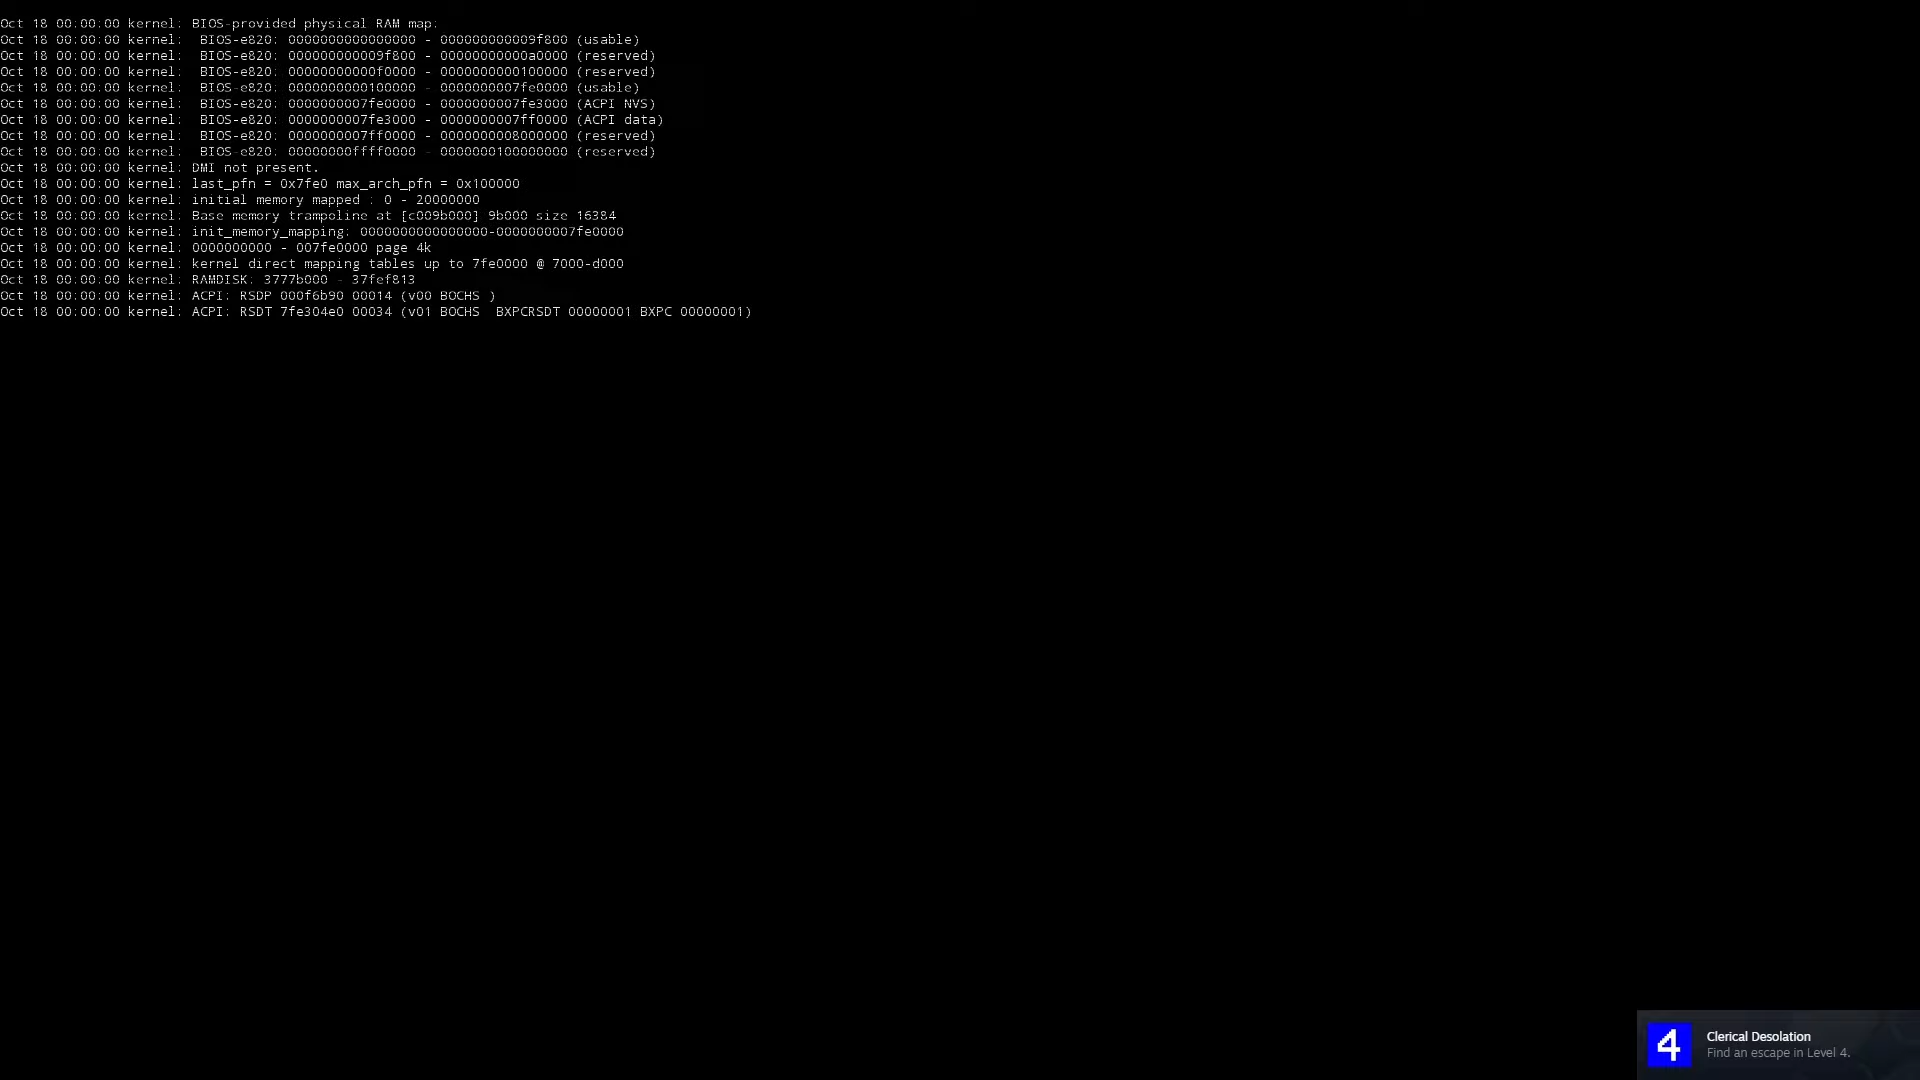 Oct 18 00:00:00 kernel: BIOS-provided physical RAM map:
Oct 18 00:00:00 kernel:  BIOS-e820: 0000000000000000 - 000000000009f800 (usable)
Oct 18 00:00:00 kernel:  BIOS-e820: 000000000009f800 - 00000000000a0000 (reserved)
Oct 18 00:00:00 kernel:  BIOS-e820: 00000000000f0000 - 0000000000100000 (reserved)
Oct 18 00:00:00 kernel:  BIOS-e820: 0000000000100000 - 0000000007fe0000 (usable)
Oct 18 00:00:00 kernel:  BIOS-e820: 0000000007fe0000 - 0000000007fe3000 (ACPI NVS)
Oct 18 00:00:00 kernel:  BIOS-e820: 0000000007fe3000 - 0000000007ff0000 (ACPI data)
Oct 18 00:00:00 kernel:  BIOS-e820: 0000000007ff0000 - 0000000008000000 (reserved)
Oct 18 00:00:00 kernel:  BIOS-e820: 00000000ffff0000 - 0000000100000000 (reserved)
Oct 18 00:00:00 kernel: DMI not present.
Oct 18 00:00:00 kernel: last_pfn = 0x7fe0 max_arch_pfn = 0x100000
Oct 18 00:00:00 kernel: initial memory mapped : 0 - 20000000
Oct 18 00:00:00 kernel: Base memory trampoline at [c009b000] 9b000 size 16384
Oct 18 00:00:00 kernel: init_memory_mapping: 0000000000000000-0000000007fe0000
Oct 18 00:00:00 kernel: 0000000000 - 007fe0000 page 4k
Oct 18 00:00:00 kernel: kernel direct mapping tables up to 7fe0000 @ 7000-d000
Oct 18 00:00:00 kernel: RAMDISK: 3777b000 - 37fef813
Oct 18 00:00:00 kernel: ACPI: RSDP 000f6b90 00014 (v00 BOCHS )
Oct 18 00:00:00 kernel: ACPI: RSDT 7fe304e0 00034 (v01 BOCHS  BXPCRSDT 00000001 BXPC 00000001)
4
Clerical Desolation
Find an escape in Level 4.